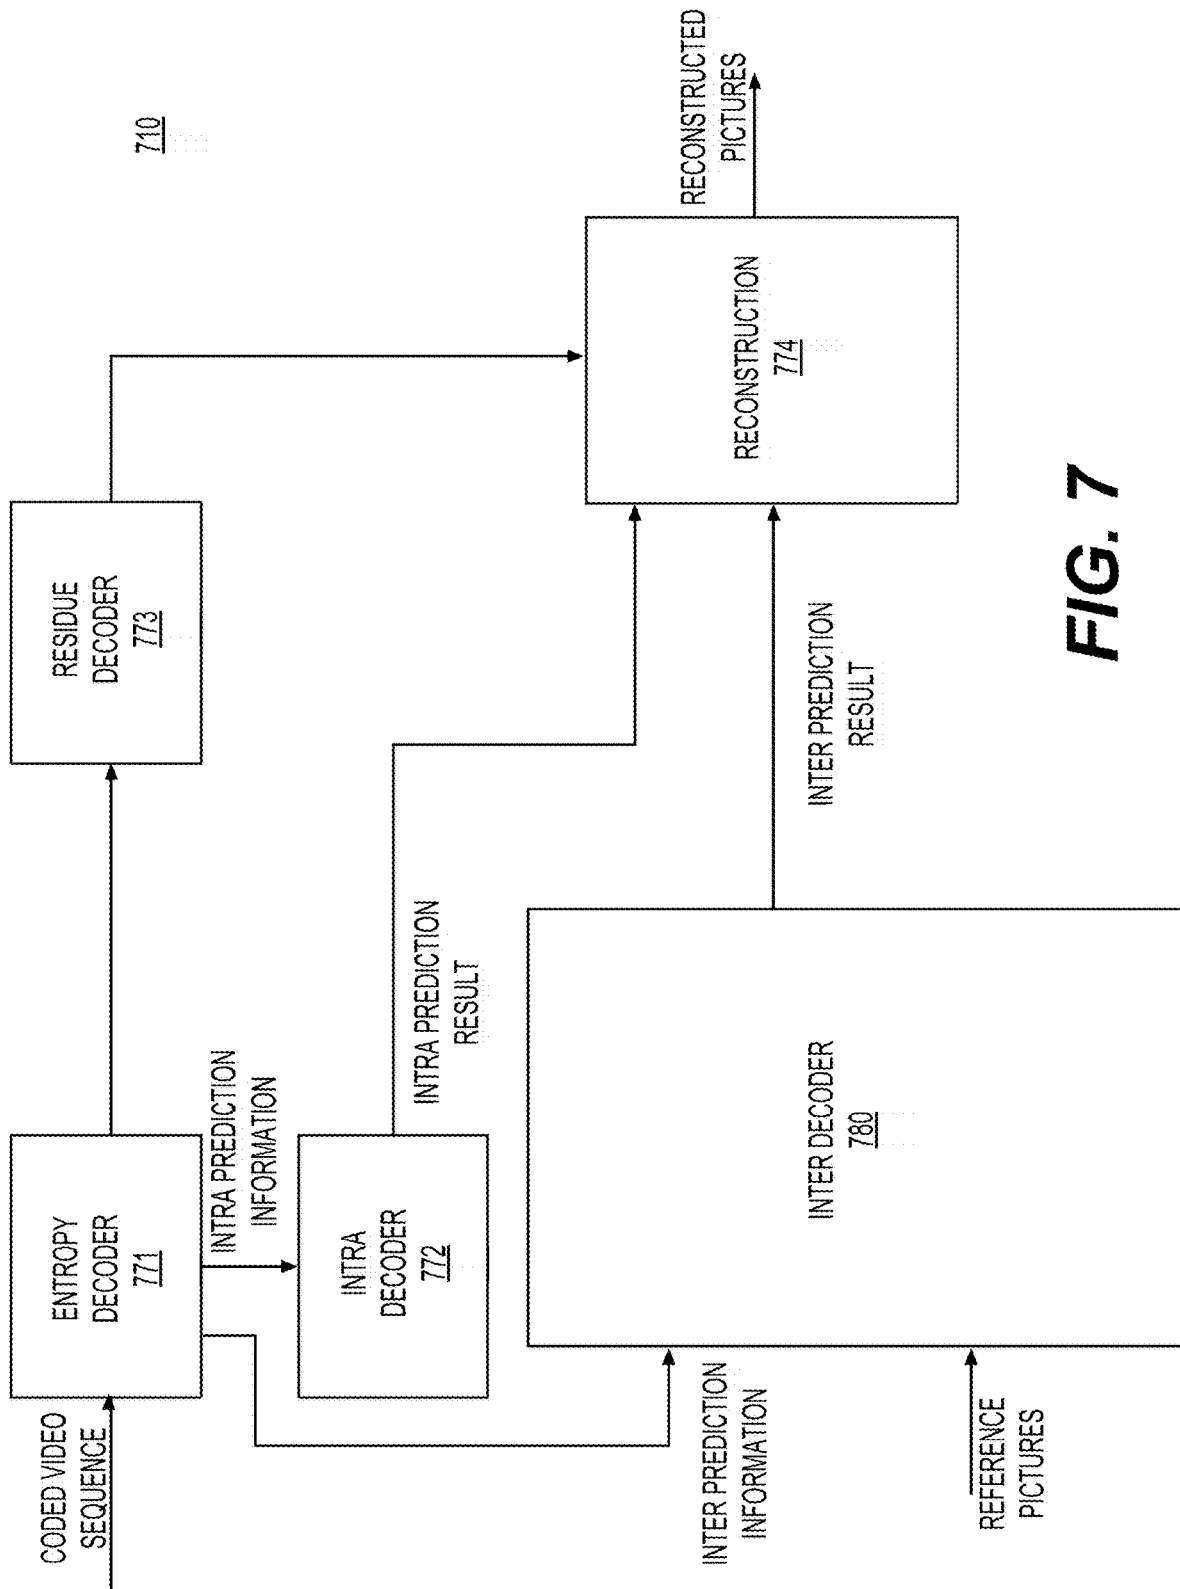 710
CODED VIDEO
SEQUENCE
ENTROPY
DECODER
771
RESIDUE
DECODER
773
INTRA PREDICTION
INFORMATION
INTRA
DECODER
772
INTRA PREDICTION
RESULT
INTER PREDICTION
INFORMATION
REFERENCE
PICTURES
INTER DECODER
780
INTER PREDICTION
RESULT
RECONSTRUCTION
774
RECONSTRUCTED
PICTURES
FIG. 7